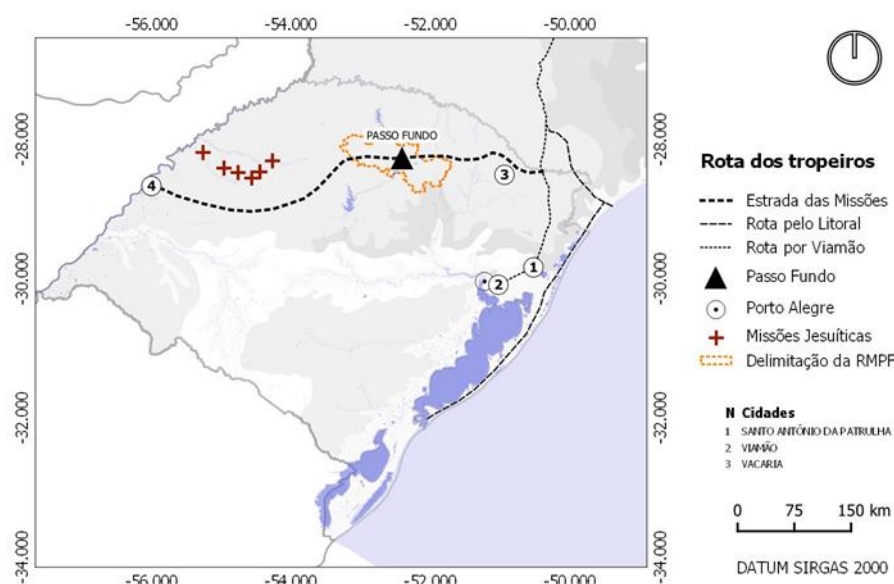 -56.000 -54.000 -52.000 -50.000
-28.000 -28.000
-30.000 -30.000
-32.000 -32.000
-34.000 -34.000
-56.000 -54.000 -52.000 -50.000
PASSO FUNDO
4
3
1
2
Rota dos tropeiros
Estrada das Missões
Rota pelo Litoral
Rota por Viamão
Passo Fundo
Porto Alegre
Missões Jesuíticas
Delimitação da RMPF
N Cidades
1 SANTO ANTÔNIO DA PATRULHA
2 VIAMÃO
3 VACARIA
0 75 150 km
DATUM SIRGAS 2000